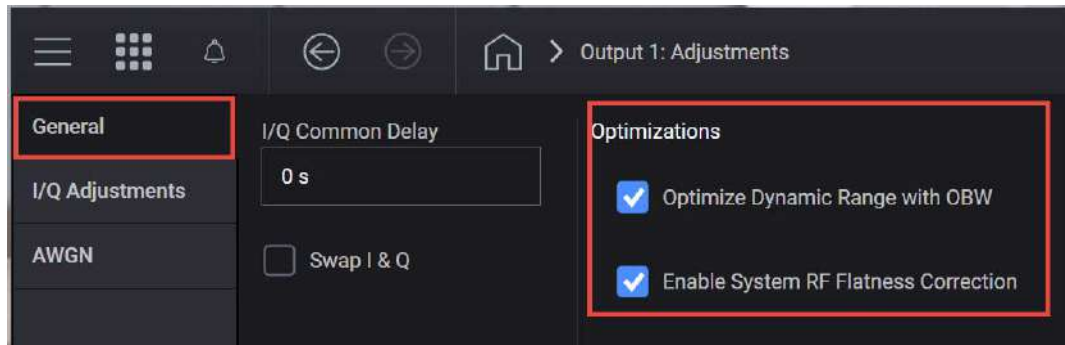 Output 1: Adjustments
General
I/Q Adjustments
AWGN
I/Q Common Delay
0 s
Swap I & Q
Optimizations
Optimize Dynamic Range with OBW
Enable System RF Flatness Correction